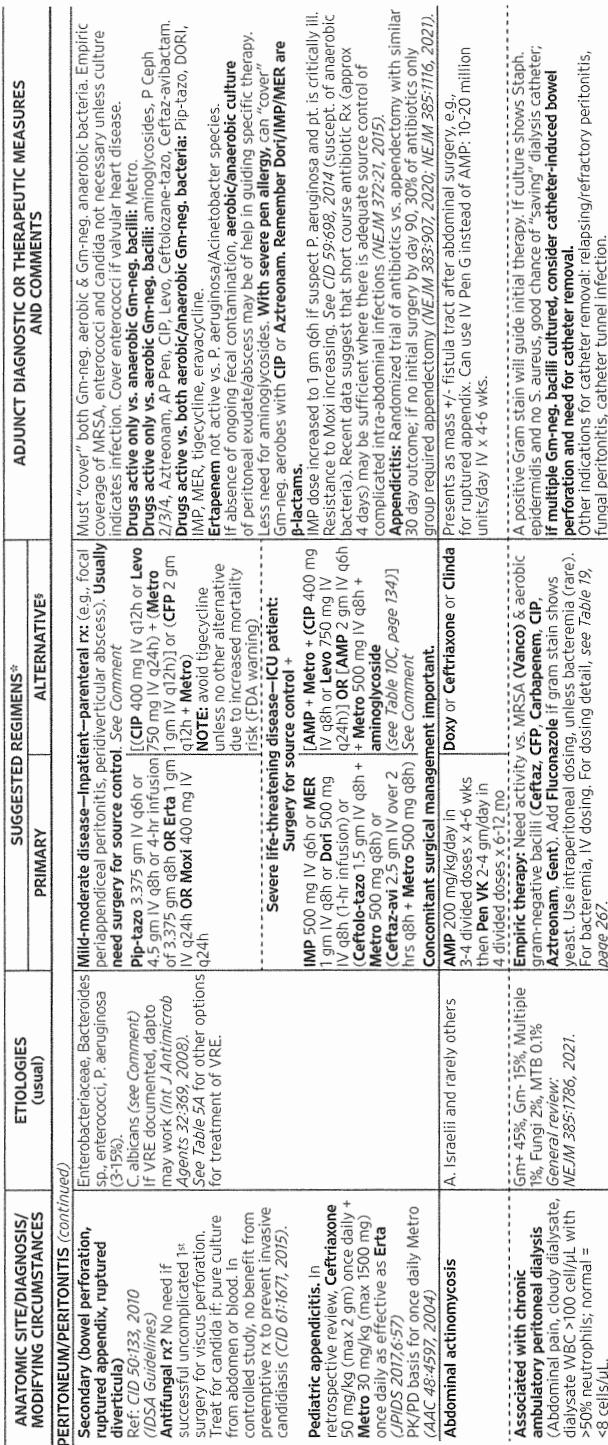 ANATOMIC SITE/DIAGNOSIS/
MODIFYING CIRCUMSTANCES
ETIOLOGIES
(usual)
SUGGESTED REGIMENS*
PRIMARY
ALTERNATIVE§
ADJUNCT DIAGNOSTIC OR THERAPEUTIC MEASURES
AND COMMENTS
PERITONEUM/PERITONITIS (continued)
Secondary (bowel perforation,
ruptured appendix, ruptured
diverticula)
Ref: CID 50:133, 2010
(IDSA Guidelines)
Antifungal rx? No need if
successful uncomplicated 1st
surgery for viscus perforation.
Treat for candida if: pure culture
from abdomen or blood. In
controlled study, no benefit from
preemptive rx to prevent invasive
candidiasis (CID 61:1671, 2015).
Pediatric appendicitis. In
retrospective review, Ceftriaxone
50 mg/kg (max 2 gm) once daily +
Metro 30 mg/kg (max 1500 mg)
once daily as effective as Erta
(JPIDS 2017,6:57)
PK/PD basis for once daily Metro
(AAC 48:4597, 2004)
Enterobacteriaceae, Bacteroides
sp., enterococci, P. aeruginosa
(3-15%).
C. albicans (see Comment)
If VRE documented, dapto
may work (Int J Antimicrob
Agents 32:369, 2008).
See Table 5A for other options
for treatment of VRE.
Mild-moderate disease—Inpatient—parenteral rx: (e.g., focal
periappendiceal peritonitis, peridiverticular abscess). Usually
need surgery for source control. See Comment
Pip-tazo 3.375 gm IV q6h or
4.5 gm IV q8h or 4-hr infusion
of 3.375 gm q8h OR Erta 1 gm
IV q24h OR Moxi 400 mg IV
q24h
[(CIP 400 mg IV q12h or Levo
750 mg IV q24h) + (Metro
1 gm IV q12h)] or (CFP 2 gm
q12h + Metro)
NOTE: avoid tigecycline
unless no other alternative
due to increased mortality
risk (FDA warning)
Severe life-threatening disease—ICU patient:
Surgery for source control +
IMP 500 mg IV q6h or MER
1 gm IV q8h or Dori 500 mg
IV q8h (1-hr infusion) or
(Ceftolo-tazo 1.5 gm IV q8h +
Metro 500 mg q8h) or
(Ceftaz-avi 2.5 gm IV over 2
hrs q8h + Metro 500 mg q8h)
[AMP + Metro + (CIP 400 mg
IV q8h or Levo 750 mg IV
q24h)] OR [AMP 2 gm IV q6h
+ Metro 500 mg IV q8h +
aminoglycoside
(see Table 10C, page 134)]
See Comment
Concomitant surgical management important.
Must "cover" both Gm-neg. aerobic & Gm-neg. anaerobic bacteria. Empiric
coverage of MRSA, enterococci and candida not necessary unless culture
indicates infection. Cover enterococci if valvular heart disease.
Drugs active only vs. anaerobic Gm-neg. bacilli: Metro.
Drugs active only vs. aerobic Gm-neg. bacilli: aminoglycosides, P Ceph
2/3/4, Aztreonam, AP Pen, CIP, Levo, Ceftolozane-tazo, Ceftaz-avibactam.
Drugs active vs. both aerobic/anaerobic Gm-neg. bacteria: Pip-tazo, DORI,
IMP, MER, tigecycline, eravacycline.
Ertapenem not active vs. P. aeruginosa/Acinetobacter species.
If absence of ongoing fecal contamination, aerobic/anaerobic culture
of peritoneal exudate/abscess may be of help in guiding specific therapy.
Less need for aminoglycosides. With severe pen allergy, can "cover"
Gm-neg. aerobes with CIP or Aztreonam. Remember Dori/IMP/MER are
β-lactams.
IMP dose increased to 1 gm q6h if suspect P. aeruginosa and pt. is critically ill.
Resistance to Moxi increasing. See CID 59:698, 2014 (suscept. of anaerobic
bacteria). Recent data suggest that short course antibiotic Rx (approx
4 days) may be sufficient where there is adequate source control of
complicated intra-abdominal infections (NEJM 372:21, 2015).
Appendicitis: Randomized trial of antibiotics vs. appendectomy with similar
30 day outcome; if no initial surgery by day 90, 30% of antibiotics only
group required appendectomy (NEJM 383:907, 2020; NEJM 385:1116, 2021).
Abdominal actinomycosis
A. Israelii and rarely others
AMP 200 mg/kg/day in
3-4 divided doses x 4-6 wks
then Pen VK 2-4 gm/day in
4 divided doses x 6-12 mo
Doxy or Ceftriaxone or Clinda
Presents as mass +/- fistula tract after abdominal surgery, e.g.,
for ruptured appendix. Can use IV Pen G instead of AMP: 10-20 million
units/day IV x 4-6 wks.
Associated with chronic
ambulatory peritoneal dialysis
(Abdominal pain, cloudy dialysate,
dialysate WBC >100 cell/μL with
>50% neutrophils; normal =
<8 cells/μL.
Gm+ 45%, Gm- 15%, Multiple
1%, Fungi 2%, MTB 0.1%
General review:
NEJM 385:1786, 2021.
Empiric therapy: Need activity vs. MRSA (Vanco) & aerobic
gram-negative bacilli (Ceftaz, CFP, Carbapenem, CIP,
Aztreonam, Gent). Add Fluconazole if gram stain shows
yeast. Use intraperitoneal dosing, unless bacteremia (rare).
For bacteremia, IV dosing. For dosing detail, see Table 19,
page 267.
A positive Gram stain will guide initial therapy. If culture shows Staph.
epidermidis and no S. aureus, good chance of "saving" dialysis catheter;
if multiple Gm-neg. bacilli cultured, consider catheter-induced bowel
perforation and need for catheter removal.
Other indications for catheter removal: relapsing/refractory peritonitis,
fungal peritonitis, catheter tunnel infection.